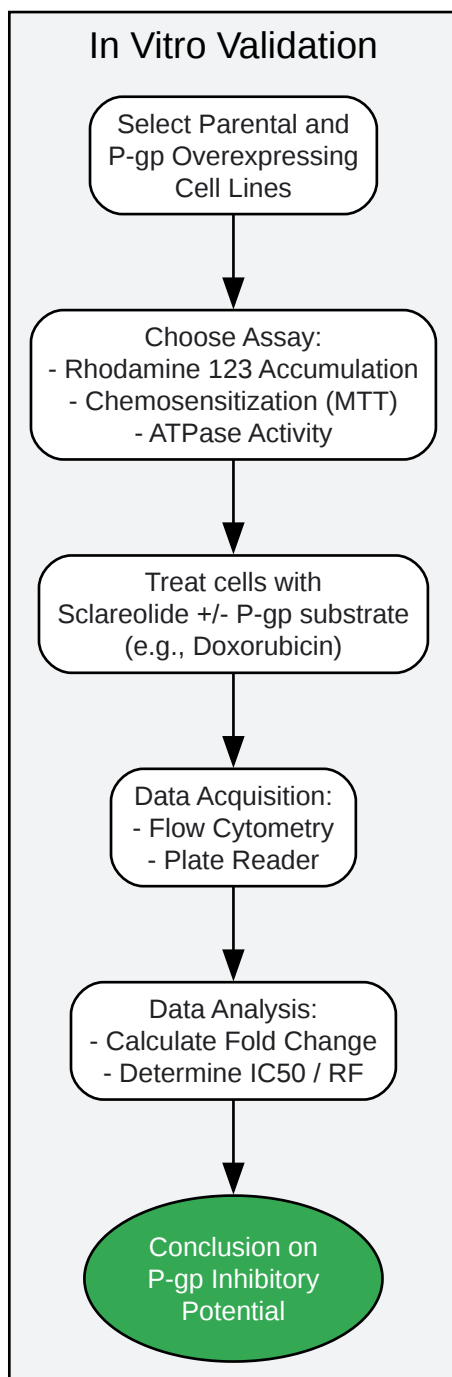 In Vitro Validation
Select Parental and
P-gp Overexpressing
Cell Lines
Choose Assay:
- Rhodamine 123 Accumulation
- Chemosensitization (MTT)
- ATPase Activity
Treat cells with
Sclareolide +/- P-gp substrate
(e.g., Doxorubicin)
Data Acquisition:
- Flow Cytometry
- Plate Reader
Data Analysis:
- Calculate Fold Change
- Determine IC50 / RF
Conclusion on
P-gp Inhibitory
Potential